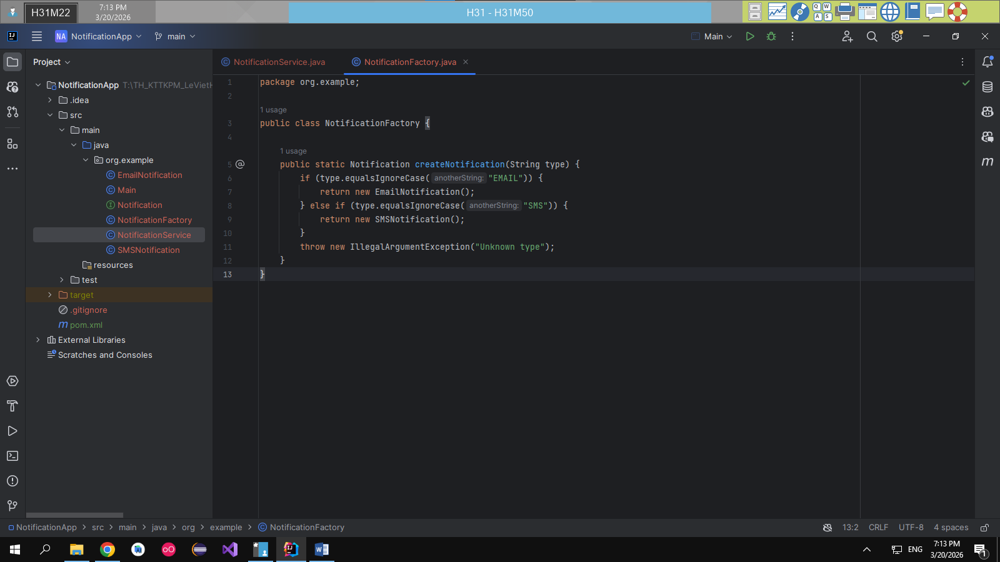 H31M22
7:13 PM
3/20/2026
H31 - H31M50
Q W
A S
IJ
NA NotificationApp
main
Main
Project
NotificationService.java
NotificationFactory.java
NotificationApp T:\TH_KTTKPM_LeVietH
.idea
src
main
java
org.example
EmailNotification
Main
Notification
NotificationFactory
NotificationService
SMSNotification
resources
test
target
.gitignore
m pom.xml
External Libraries
Scratches and Consoles
1 package org.example;
2
1 usage
3 public class NotificationFactory {
4
1 usage
5 @ public static Notification createNotification(String type) {
6 if (type.equalsIgnoreCase( anotherString: "EMAIL")) {
7 return new EmailNotification();
8 } else if (type.equalsIgnoreCase( anotherString: "SMS")) {
9 return new SMSNotification();
10 }
11 throw new IllegalArgumentException("Unknown type");
12 }
13 }
m
NotificationApp > src > main > java > org > example > NotificationFactory
13:2 CRLF UTF-8 4 spaces
ENG
7:13 PM
3/20/2026
1